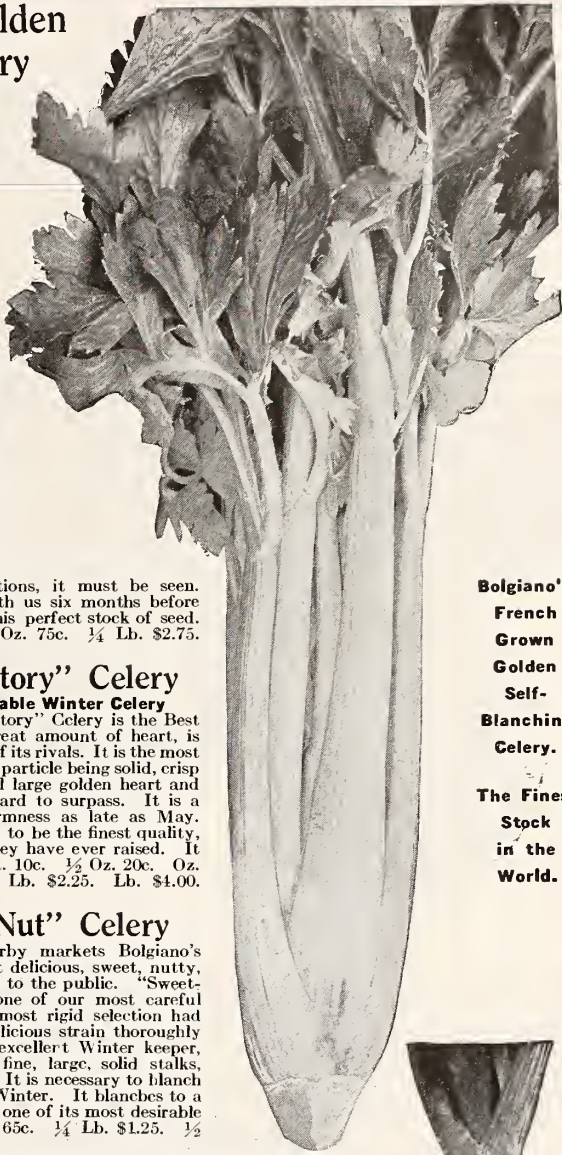 lden
ry
tions, it must be seen.
th us six months before
his perfect stock of seed.
Oz. 75c. ¼ Lb. $2.75.
tory” Celery
able Winter Celery
tory” Celery is the Best
reat amount of heart, is
f its rivals. It is the most
particle being solid, crisp
l large golden heart and
ard to surpass. It is a
rmness as late as May.
to be the finest quality,
ey have ever raised. It
. 10c. ½ Oz. 20c. Oz.
Lb. $2.25. Lb. $4.00.
Nut” Celery
rby markets Bolgiano’s
t delicious, sweet, nutty,
to the public. “Sweet-
one of our most careful
most rigid selection had
licious strain thoroughly
excellert Winter keeper,
fine, large, solid stalks,
It is necessary to blanch
Winter. It blanches to a
one of its most desirable
65c. ¼ Lb. $1.25. ½
Bolgiano'
French
Grown
Golden
Self-
Blanchin
Celery.
The Fines
Stock
in the
World.